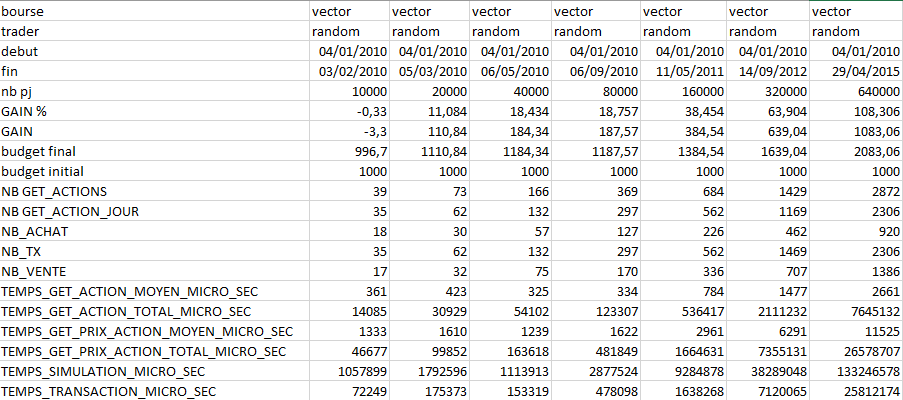 bourse vector vector vector vector vector vector vector
trader random random random random random random random
debut 04/01/2010 04/01/2010 04/01/2010 04/01/2010 04/01/2010 04/01/2010 04/01/2010
fin 03/02/2010 05/03/2010 06/05/2010 06/09/2010 11/05/2011 14/09/2012 29/04/2015
nb pj 10000 20000 40000 80000 160000 320000 640000
GAIN % -0,33 11,084 18,434 18,757 38,454 63,904 108,306
GAIN -3,3 110,84 184,34 187,57 384,54 639,04 1083,06
budget final 996,7 1110,84 1184,34 1187,57 1384,54 1639,04 2083,06
budget initial 1000 1000 1000 1000 1000 1000 1000
NB GET_ACTIONS 39 73 166 369 684 1429 2872
NB GET_ACTION_JOUR 35 62 132 297 562 1169 2306
NB_ACHAT 18 30 57 127 226 462 920
NB_TX 35 62 132 297 562 1469 2306
NB_VENTE 17 32 75 170 336 707 1386
TEMPS_GET_ACTION_MOYEN_MICRO_SEC 361 423 325 334 784 1477 2661
TEMPS_GET_ACTION_TOTAL_MICRO_SEC 14085 30929 54102 123307 536417 2111232 7645132
TEMPS_GET_PRIX_ACTION_MOYEN_MICRO_SEC 1333 1610 1239 1622 2961 6291 11525
TEMPS_GET_PRIX_ACTION_TOTAL_MICRO_SEC 46677 99852 163618 481849 1664631 7355131 26578707
TEMPS_SIMULATION_MICRO_SEC 1057899 1792596 1113913 2877524 9284878 38289048 133246578
TEMPS_TRANSACTION_MICRO_SEC 72249 175373 153319 478098 1638268 7120065 25812174